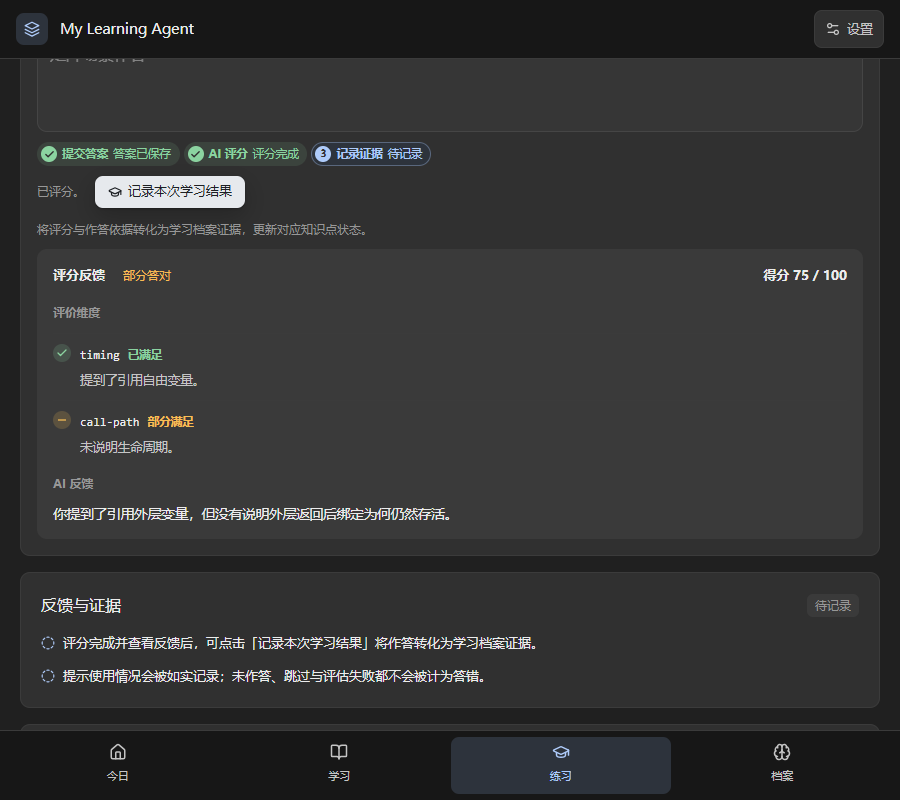 My Learning Agent
设置
提交答案 答案已保存
AI 评分 评分完成
3 记录证据 待记录
已评分。
记录本次学习结果
将评分与作答依据转化为学习档案证据，更新对应知识点状态。
评分反馈 部分答对
得分 75 / 100
评价维度
timing 已满足
提到了引用自由变量。
call-path 部分满足
未说明生命周期。
AI 反馈
你提到了引用外层变量，但没有说明外层返回后绑定为何仍然存活。
反馈与证据
待记录
评分完成并查看反馈后，可点击「记录本次学习结果」将作答转化为学习档案证据。
提示使用情况会被如实记录；未作答、跳过与评估失败都不会被计为答错。
今日
学习
练习
档案